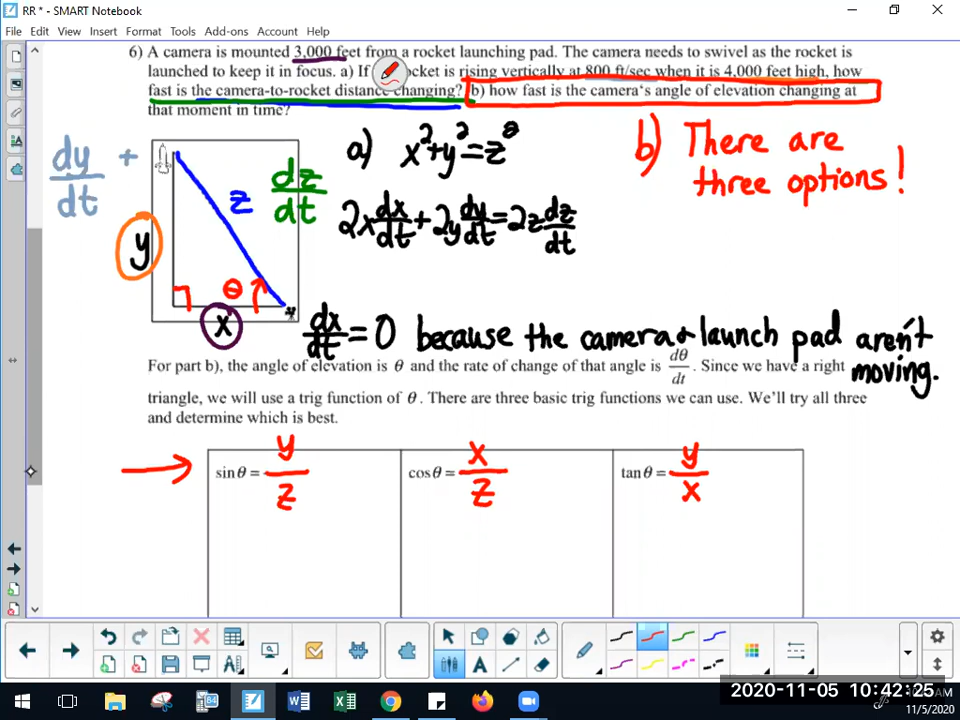 RR * - SMART Notebook
File Edit View Insert Format Tools Add-ons Account Help
6) A camera is mounted 3,000 feet from a rocket launching pad. The camera needs to swivel as the rocket is
launched to keep it in focus. a) If ocket is rising vertically at 800 ft/sec when it is 4,000 feet high, how
fast is the camera-to-rocket distance changing? b) how fast is the camera's angle of elevation changing at
that moment in time?
dy/dt +
y
z
dz/dt
θ
x
a) x²+y²=z²
2x dx/dt + 2y dy/dt = 2z dz/dt
b) There are
three options!
dx/dt = 0 because the camera + launch pad aren't
moving.
For part b), the angle of elevation is θ and the rate of change of that angle is dθ/dt. Since we have a right
triangle, we will use a trig function of θ. There are three basic trig functions we can use. We'll try all three
and determine which is best.
→ sin θ = y/z
cos θ = x/z
tan θ = y/x
2020-11-05 10:42:25
11/5/2020